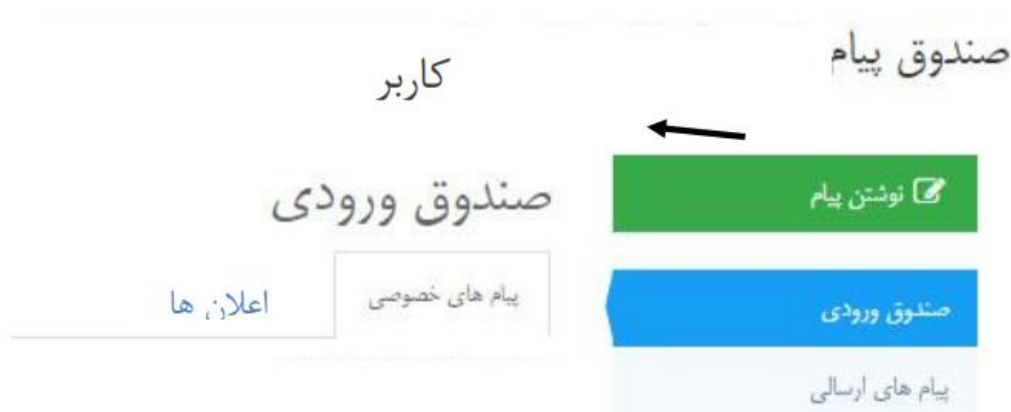 صندوق پیام
کاربر
نوشتن پیام
صندوق ورودی
پیام های ارسالی
صندوق ورودی
پیام های خصوصی
اعلان ها